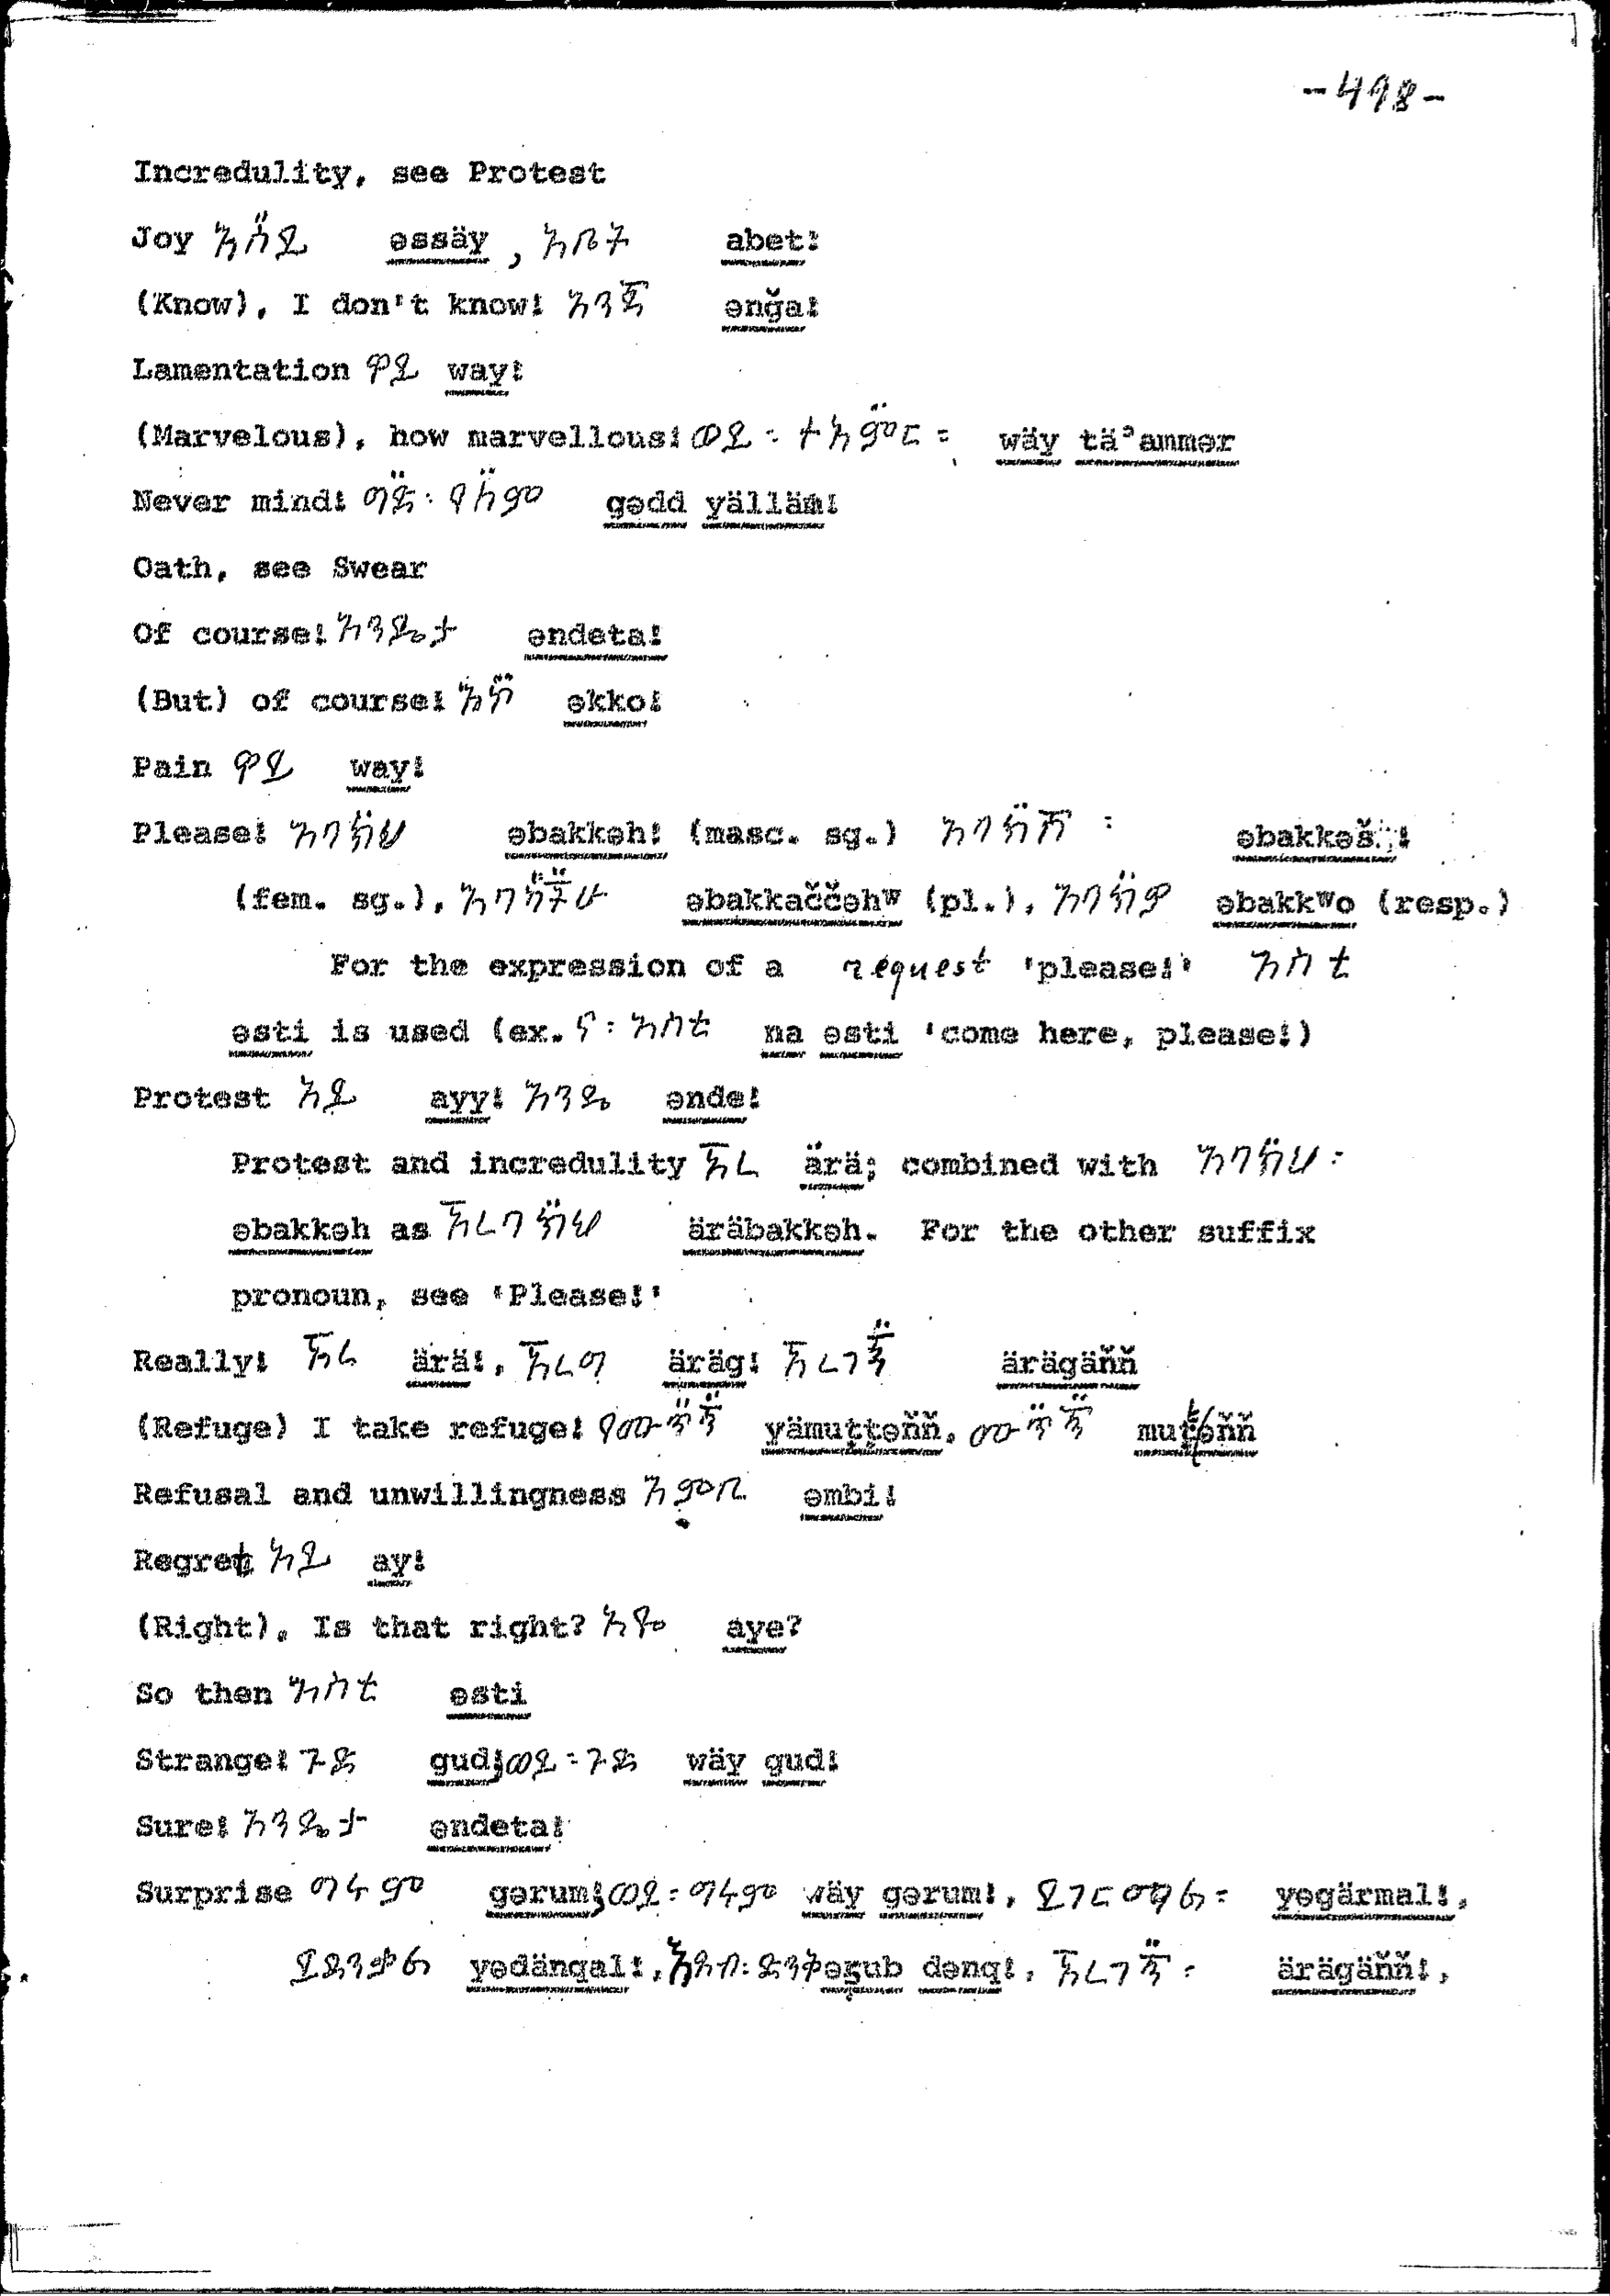 -498-
Incredulity, see Protest
Joy እሰይ əssäy, አቤት abet!
(Know), I don't know! እንጃ ənǧa!
Lamentation ዋይ way!
(Marvelous), how marvellous! ወይ፡ ተአምር፡ wäy täʾammər
Never mind! ግድ፡ የለም gədd yälläm!
Oath, see Swear
Of course! እንዴታ əndeta!
(But) of course! እኮ əkko!
Pain ዋይ way!
Please! እባክህ əbakkəh! (masc. sg.) እባክሽ፡ əbakkəš!
(fem. sg.), እባካችሁ əbakkaččəhʷ (pl.), እባክዎ əbakkʷo (resp.)
For the expression of a request 'please!' እስቲ
əsti is used (ex. ና፡ እስቲ na əsti 'come here, please!)
Protest አይ ayy! እንዴ ənde!
Protest and incredulity ኧረ ärä; combined with እባክህ፡
əbakkəh as ኧረባክህ äräbakkəh. For the other suffix
pronoun, see 'Please!'
Really! ኧረ ärä!, ኧረግ äräg! ኧረገኝ ärägäññ
(Refuge) I take refuge! የሙጥኝ yämuṭṭəññ, ሙጥኝ muṭṭəññ
Refusal and unwillingness እምቢ əmbi!
Regret አይ ay!
(Right), Is that right? አዬ aye?
So then እስቲ əsti
Strange! ጉድ gud; ወይ፡ ጉድ wäy gud!
Sure! እንዴታ əndeta!
Surprise ግሩም gərum; ወይ፡ ግሩም wäy gərum!, ይገርማል፡ yəgärmal!,
ይደንቃል yədänqal!, እጹብ፡ ድንቅ əṣub dənq!, ኧረገኝ፡ ärägäññ!,